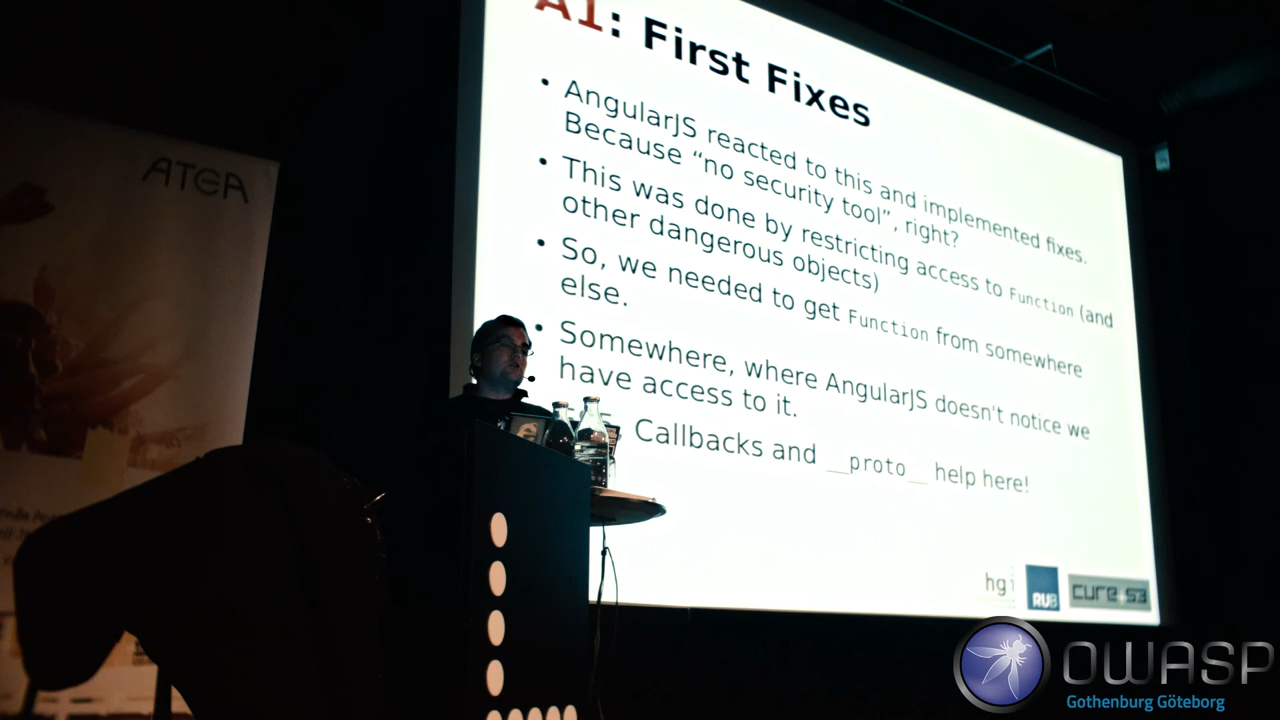 ATEA
A1: First Fixes
• AngularJS reacted to this and implemented fixes.
Because “no security tool”, right?
• This was done by restricting access to Function (and
other dangerous objects)
• So, we needed to get Function from somewhere
else.
• Somewhere, where AngularJS doesn't notice we
have access to it.
Callbacks and __proto__ help here!
hgi
RUB
cure53
OWASP
Gothenburg Göteborg